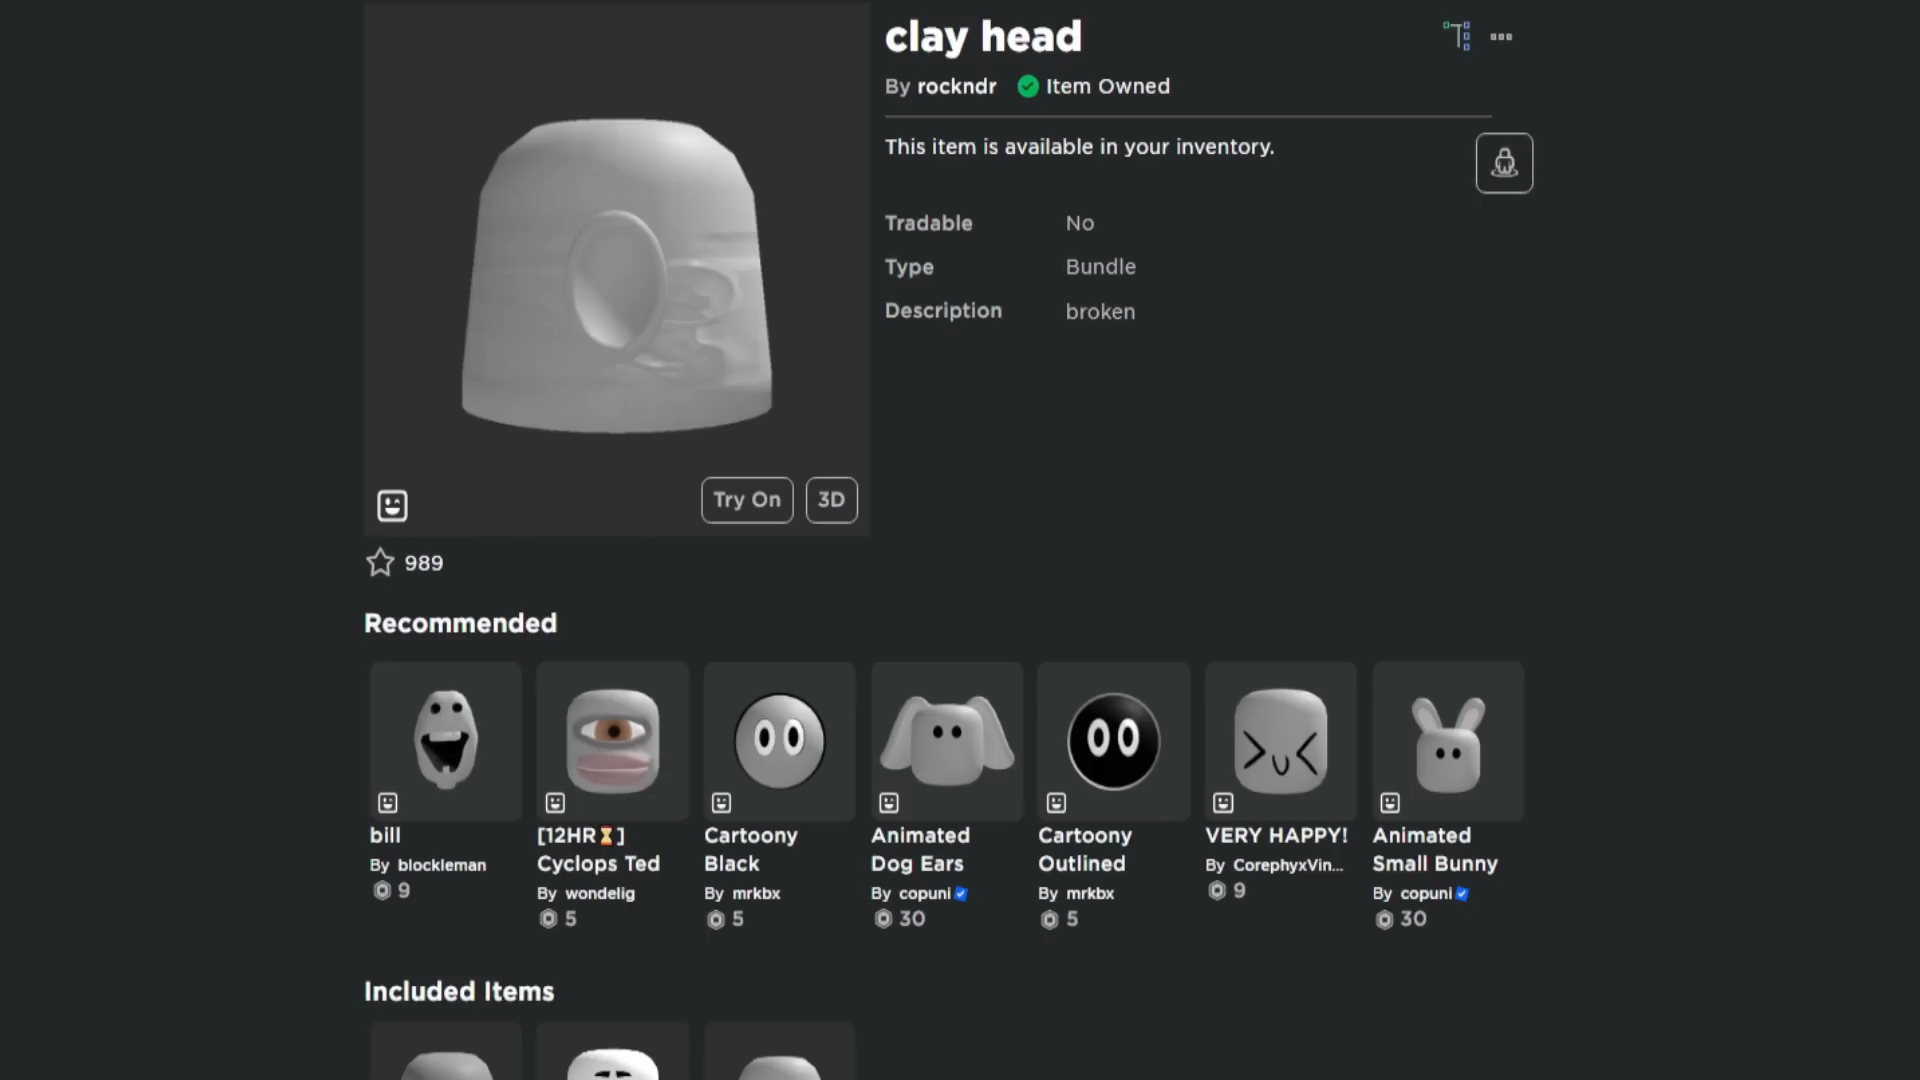 clay head
By rockndr Item Owned
This item is available in your inventory.
Tradable No
Type Bundle
Description broken
Try On 3D
989
Recommended
bill
By blockleman
9
[12HR⏳]
Cyclops Ted
By wondelig
5
Cartoony
Black
By mrkbx
5
Animated
Dog Ears
By copuni
30
Cartoony
Outlined
By mrkbx
5
VERY HAPPY!
By CorephyxVin...
9
Animated
Small Bunny
By copuni
30
Included Items